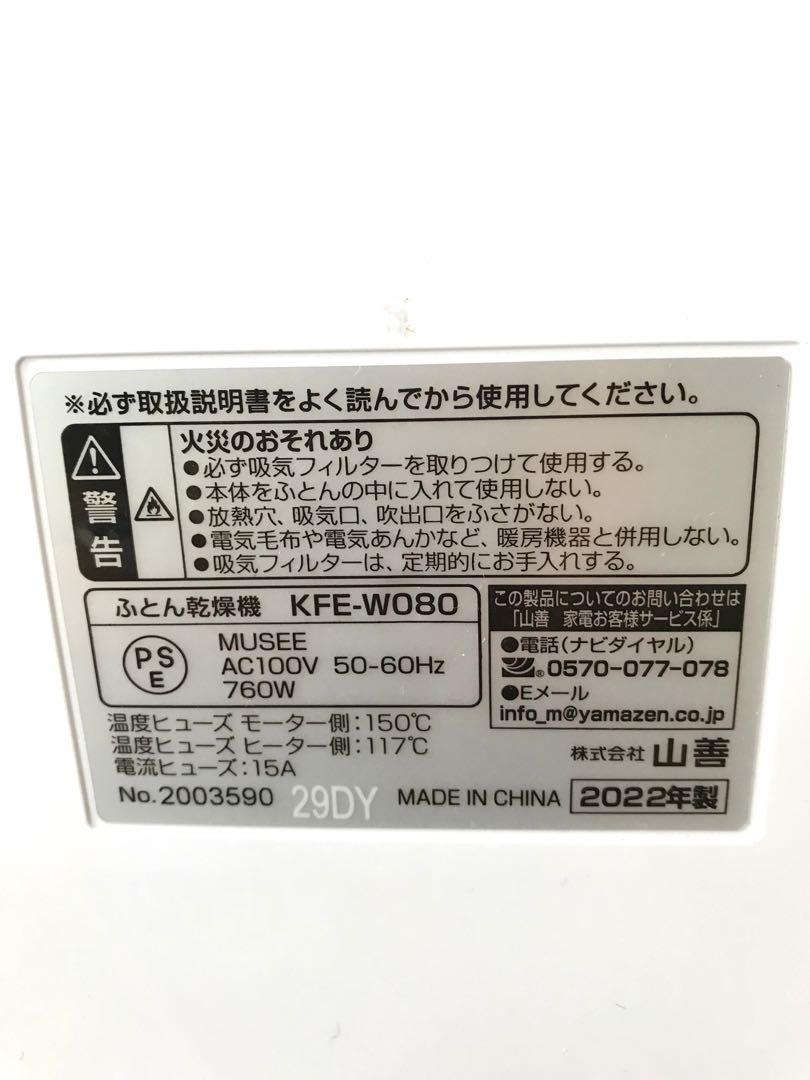 ※必ず取扱説明書をよく読んでから使用してください。
警告
火災のおそれあり
●必ず吸気フィルターを取りつけて使用する。
●本体をふとんの中に入れて使用しない。
●放熱穴、吸気口、吹出口をふさがない。
●電気毛布や電気あんかなど、暖房機器と併用しない。
●吸気フィルターは、定期的にお手入れする。
ふとん乾燥機 KFE-W080
PSE
MUSEE
AC100V 50-60Hz
760W
この製品についてのお問い合わせは
「山善 家電お客様サービス係」
●電話(ナビダイヤル)
® 0570-077-078
●Eメール
info_m@yamazen.co.jp
温度ヒューズ モーター側:150℃
温度ヒューズ ヒーター側:117℃
電流ヒューズ:15A
株式会社 山善
No.2003590 29DY MADE IN CHINA 2022年製